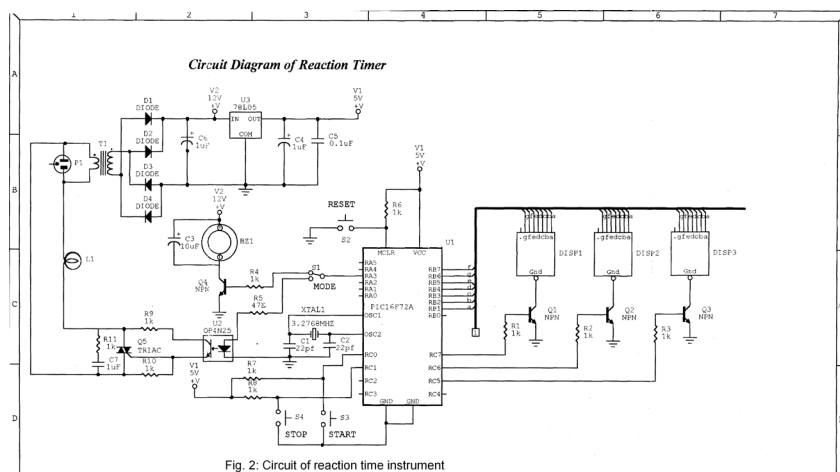 1 2 3 4 5 6 7
A
B
C
D
Circuit Diagram of Reaction Timer
D1
DIODE
D2
DIODE
D3
DIODE
D4
DIODE
V2
12V
+V
U3
78L05
IN OUT
COM
V1
5V
+V
C6
1uF
C4
1uF
C5
0.1uF
P1
T1
V2
12V
+V
C3
10uF
BZ1
RESET
S2
R6
1k
V1
5V
+V
L1
Q4
NPN
R4
1k
R5
47E
S1
MODE
XTAL1
3.2768MHZ
C1
22pf
C2
22pf
U1
MCLR VCC
RA5
RA4
RA3
RA2
RA1
RA0
PIC16F72A
OSC1
OSC2
RC0
RC1
RC2
RC3
GND GND
RB7
RB6
RB5
RB4
RB3
RB2
RB1
RB0
RC7
RC6
RC5
RC4
R9
1k
U2
OP4N25
R11
1k
Q5
TRIAC
C7
1uF
R10
1k
V1
5V
+V
R7
1k
R8
1k
S4
STOP
S3
START
.gfedcba
DISP1
Gnd
.gfedcba
DISP2
Gnd
.gfedcba
DISP3
Gnd
R1
1k
Q1
NPN
R2
1k
Q2
NPN
R3
1k
Q3
NPN
Fig. 2: Circuit of reaction time instrument